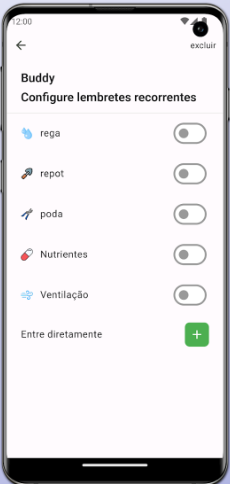 12:00
excluir
Buddy
Configure lembretes recorrentes
rega
repot
poda
Nutrientes
Ventilação
Entre diretamente